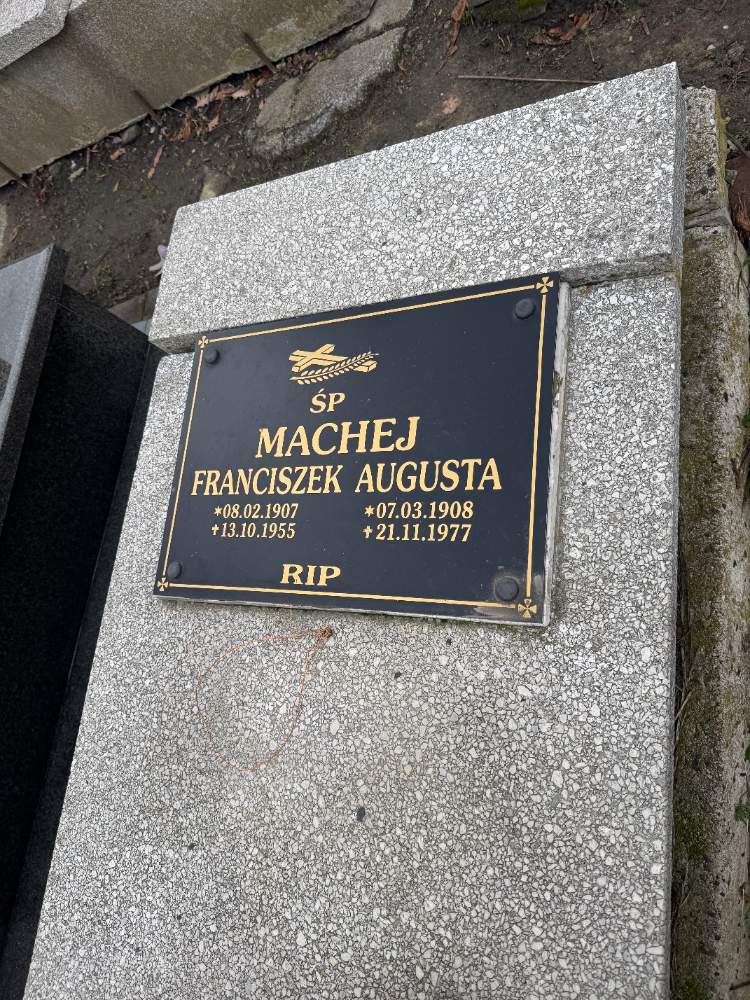 ŚP
MACHEJ
FRANCISZEK AUGUSTA
*08.02.1907 *07.03.1908
✝13.10.1955 ✝21.11.1977
RIP